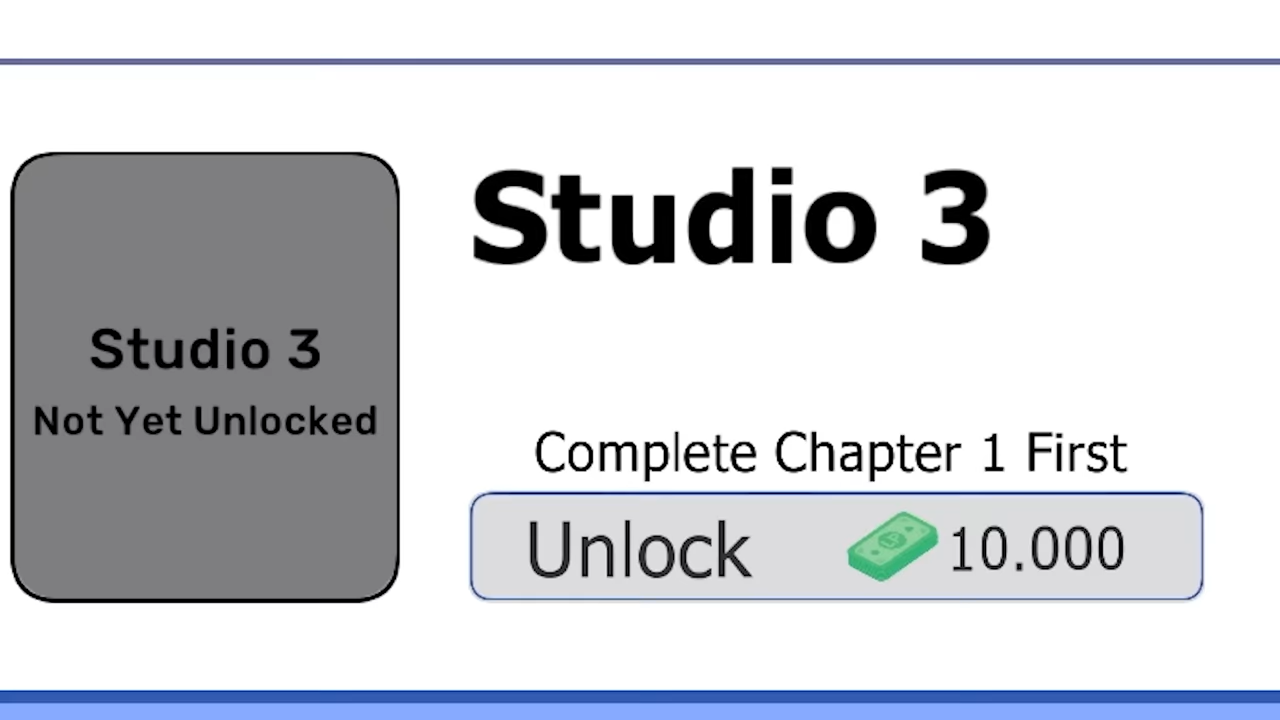 Studio 3
Not Yet Unlocked
Studio 3
Complete Chapter 1 First
Unlock 10.000